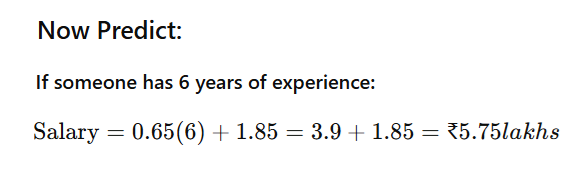 Now Predict:
If someone has 6 years of experience:
Salary = 0.65(6) + 1.85 = 3.9 + 1.85 = ₹5.75lakhs